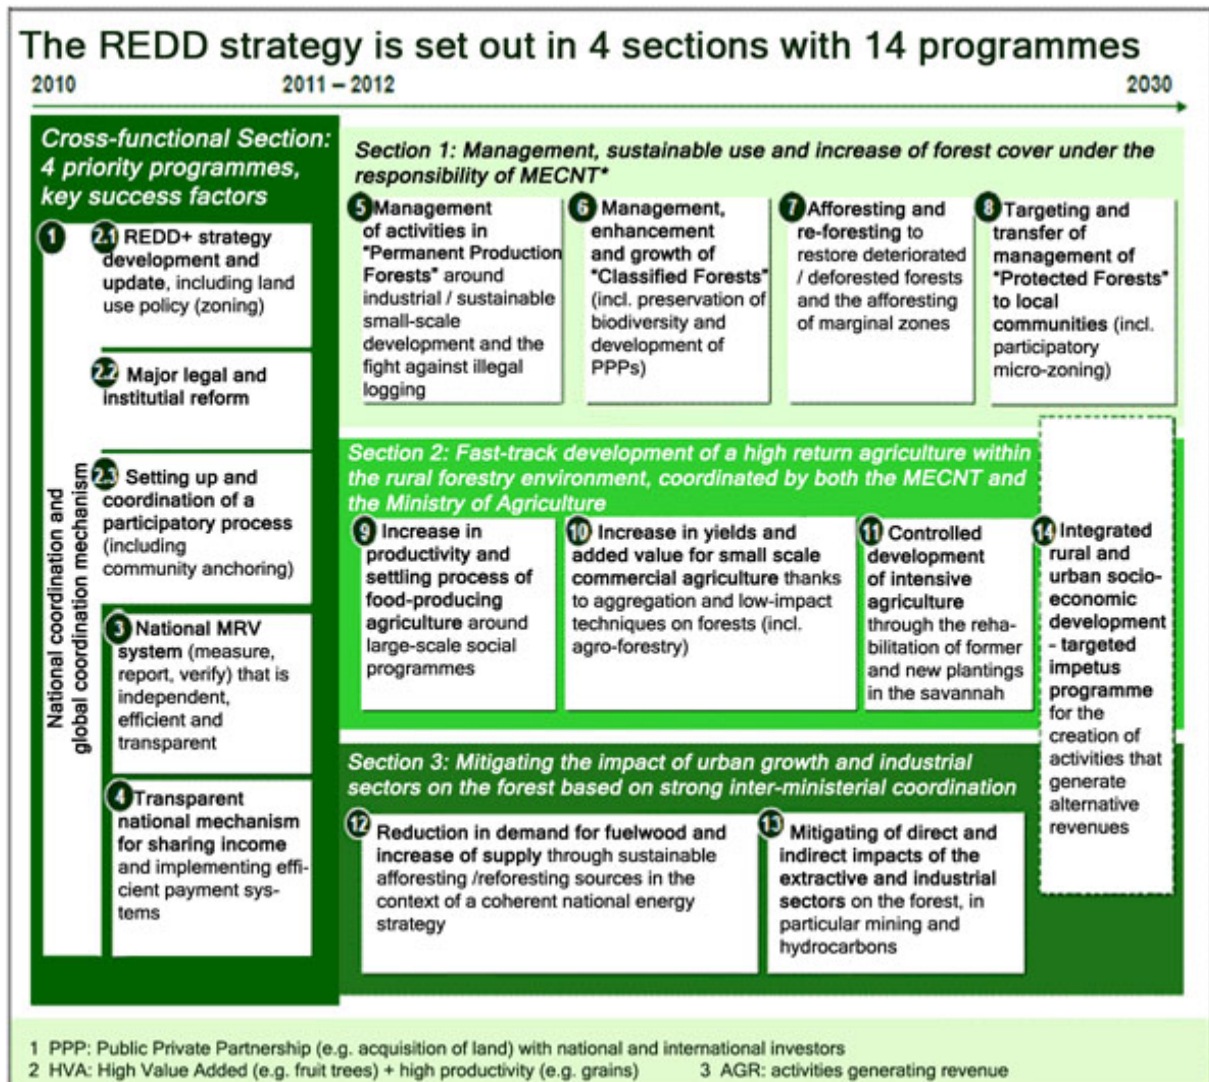 The REDD strategy is set out in 4 sections with 14 programmes
2010
2011 – 2012
2030
Cross-functional Section:
4 priority programmes,
key success factors
1
National coordination and
global coordination mechanism
2.1 REDD+ strategy
development and
update, including land
use policy (zoning)
2.2 Major legal and
institutial reform
2.3 Setting up and
coordination of a
participatory process
(including
community anchoring)
3 National MRV
system (measure,
report, verify) that is
independent,
efficient and
transparent
4 Transparent
national mechanism
for sharing income
and implementing effi-
cient payment sys-
tems
Section 1: Management, sustainable use and increase of forest cover under the
responsibility of MECNT*
5 Management
of activities in
"Permanent Production
Forests" around
industrial / sustainable
small-scale
development and the
fight against illegal
logging
6 Management,
enhancement
and growth of
"Classified Forests"
(incl. preservation of
biodiversity and
development of
PPPs)
7 Afforesting and
re-foresting to
restore deteriorated
/ deforested forests
and the afforesting
of marginal zones
8 Targeting and
transfer of
management of
"Protected Forests"
to local
communities (incl.
participatory
micro-zoning)
Section 2: Fast-track development of a high return agriculture within
the rural forestry environment, coordinated by both the MECNT and
the Ministry of Agriculture
9 Increase in
productivity and
settling process of
food-producing
agriculture around
large-scale social
programmes
10 Increase in yields and
added value for small scale
commercial agriculture thanks
to aggregation and low-impact
techniques on forests (incl.
agro-forestry)
11 Controlled
development
of intensive
agriculture
through the reha-
bilitation of former
and new plantings
in the savannah
14 Integrated
rural and
urban socio-
economic
development
- targeted
impetus
programme
for the
creation of
activities that
generate
alternative
revenues
Section 3: Mitigating the impact of urban growth and industrial
sectors on the forest based on strong inter-ministerial coordination
12 Reduction in demand for fuelwood and
increase of supply through sustainable
afforesting /reforesting sources in the
context of a coherent national energy
strategy
13 Mitigating of direct and
indirect impacts of the
extractive and industrial
sectors on the forest, in
particular mining and
hydrocarbons
1 PPP: Public Private Partnership (e.g. acquisition of land) with national and international investors
2 HVA: High Value Added (e.g. fruit trees) + high productivity (e.g. grains)
3 AGR: activities generating revenue